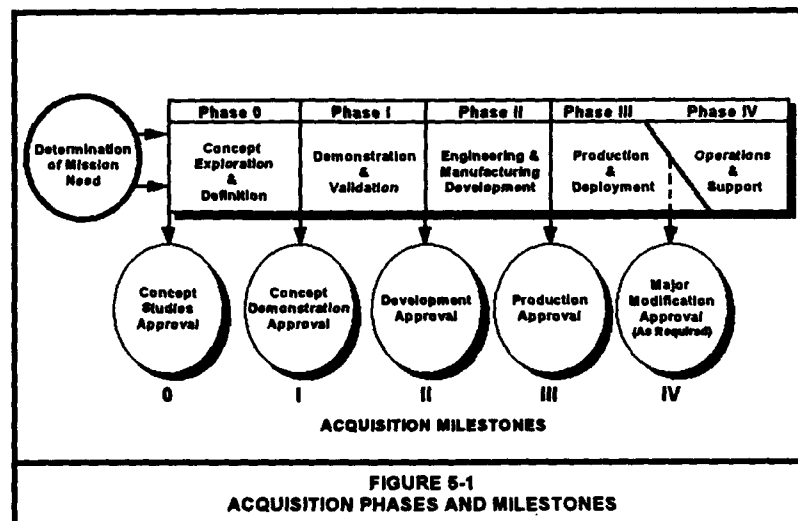 Phase 0
Phase I
Phase II
Phase III
Phase IV
Determination
of Mission
Need
Concept
Exploration
&
Definition
Demonstration
&
Validation
Engineering &
Manufacturing
Development
Production
&
Deployment
Operations
&
Support
Concept
Studies
Approval
Concept
Demonstration
Approval
Development
Approval
Production
Approval
Major
Modification
Approval
(As Required)
0
I
II
III
IV
ACQUISITION MILESTONES
FIGURE 5-1
ACQUISITION PHASES AND MILESTONES